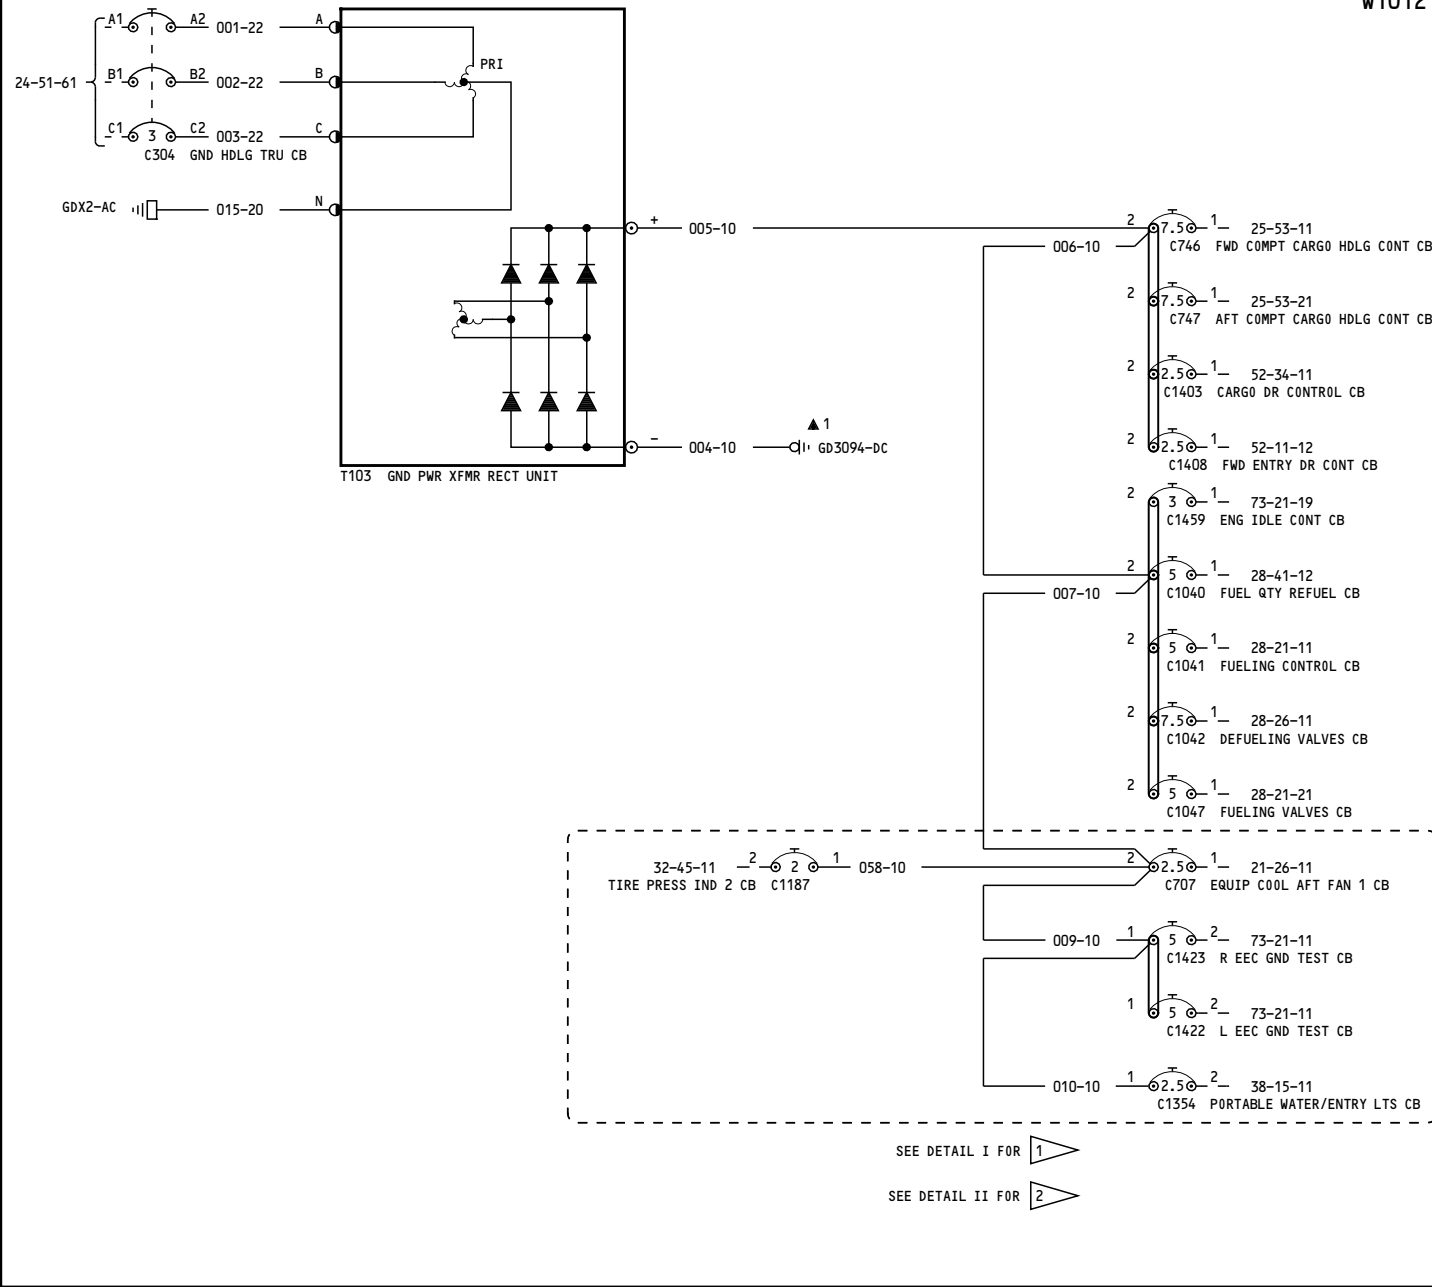 W1012
A1 A2 001-22 A
PRI
24-51-61 B1 B2 002-22 B
C1 3 C2 003-22 C
C304 GND HDLG TRU CB
GDX2-AC 015-20 N
+ 005-10 2 7.5 1 25-53-11
006-10 C746 FWD COMPT CARGO HDLG CONT CB
2 7.5 1 25-53-21
C747 AFT COMPT CARGO HDLG CONT CB
2 2.5 1 52-34-11
C1403 CARGO DR CONTROL CB
1
- 004-10 GD3094-DC 2 2.5 1 52-11-12
C1408 FWD ENTRY DR CONT CB
T103 GND PWR XFMR RECT UNIT
2 3 1 73-21-19
C1459 ENG IDLE CONT CB
2 5 1 28-41-12
007-10 C1040 FUEL QTY REFUEL CB
2 5 1 28-21-11
C1041 FUELING CONTROL CB
2 7.5 1 28-26-11
C1042 DEFUELING VALVES CB
2 5 1 28-21-21
C1047 FUELING VALVES CB
32-45-11 2 2 1 058-10 2 2.5 1 21-26-11
TIRE PRESS IND 2 CB C1187 C707 EQUIP COOL AFT FAN 1 CB
009-10 1 5 2 73-21-11
C1423 R EEC GND TEST CB
1 5 2 73-21-11
C1422 L EEC GND TEST CB
010-10 1 2.5 2 38-15-11
C1354 PORTABLE WATER/ENTRY LTS CB
SEE DETAIL I FOR 1
SEE DETAIL II FOR 2